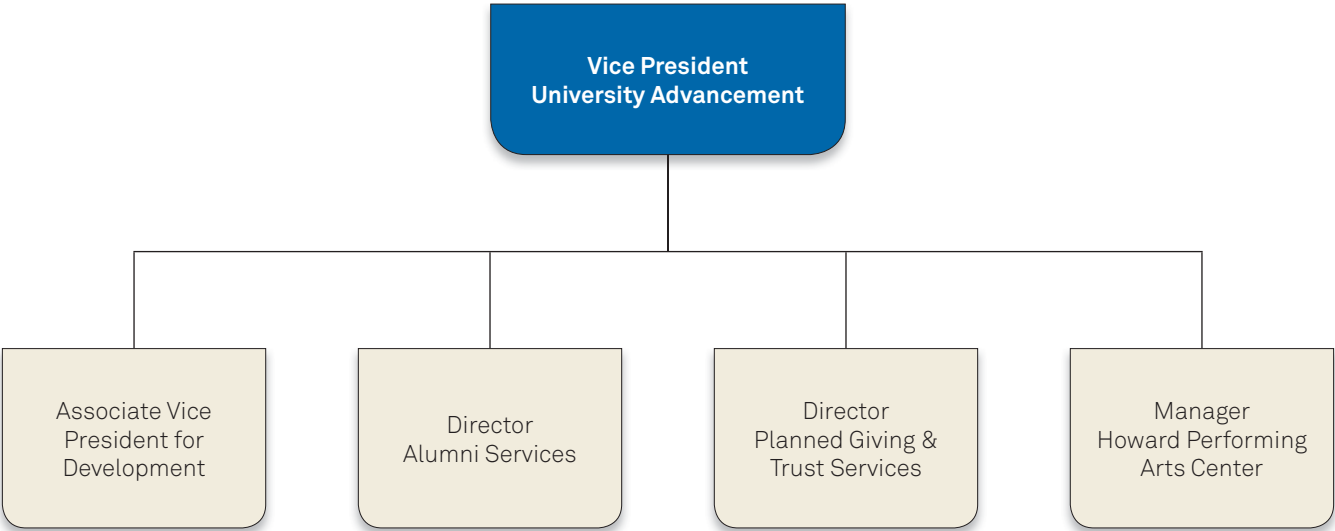 Vice President
University Advancement
Associate Vice
President for
Development
Director
Alumni Services
Director
Planned Giving &
Trust Services
Manager
Howard Performing
Arts Center